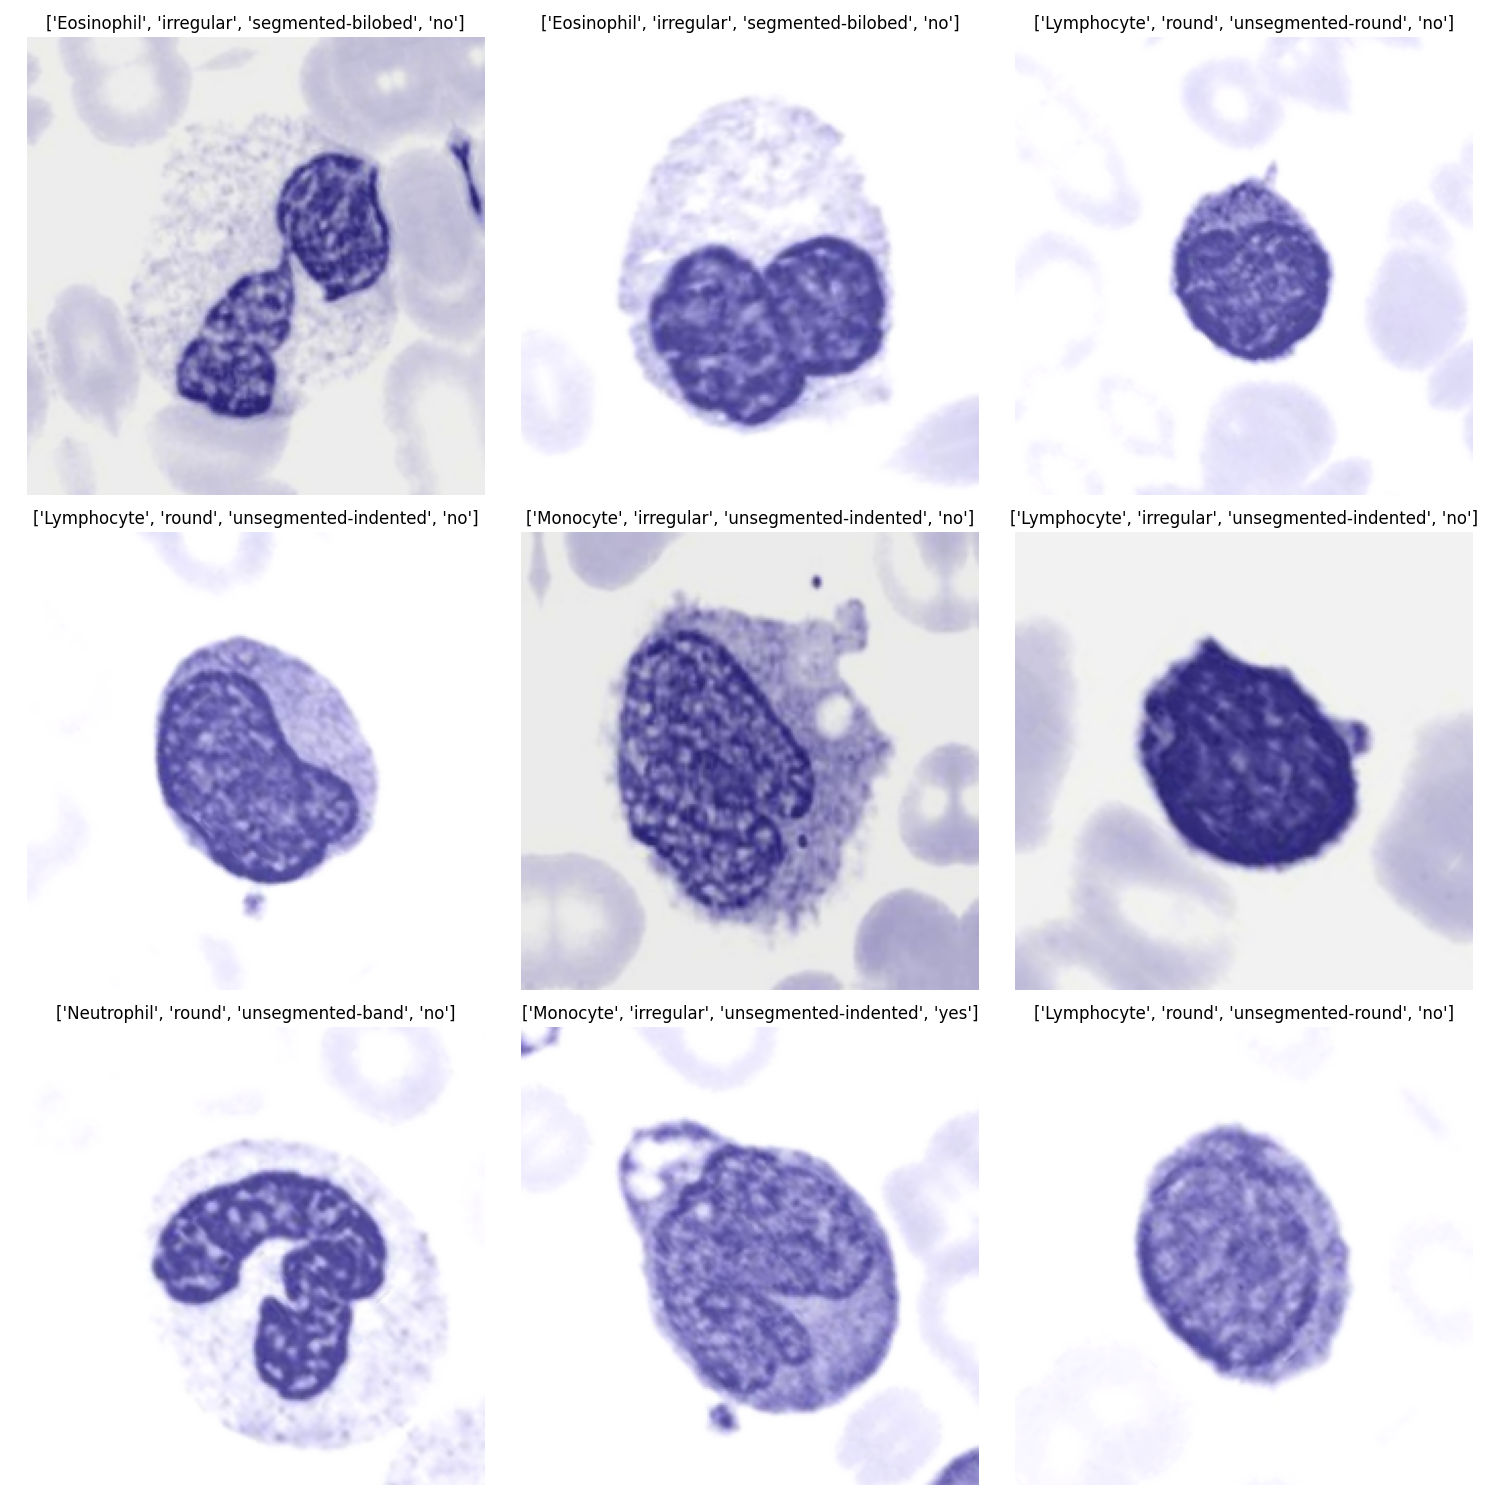 ['Eosinophil', 'irregular', 'segmented-bilobed', 'no']
['Eosinophil', 'irregular', 'segmented-bilobed', 'no']
['Lymphocyte', 'round', 'unsegmented-round', 'no']
['Lymphocyte', 'round', 'unsegmented-indented', 'no']
['Monocyte', 'irregular', 'unsegmented-indented', 'no']
['Lymphocyte', 'irregular', 'unsegmented-indented', 'no']
['Neutrophil', 'round', 'unsegmented-band', 'no']
['Monocyte', 'irregular', 'unsegmented-indented', 'yes']
['Lymphocyte', 'round', 'unsegmented-round', 'no']